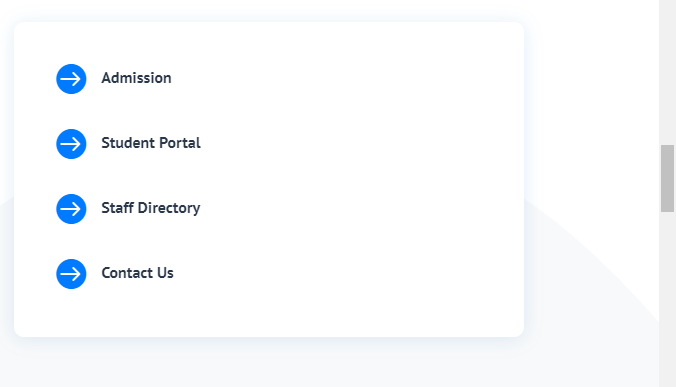 Admission
Student Portal
Staff Directory
Contact Us